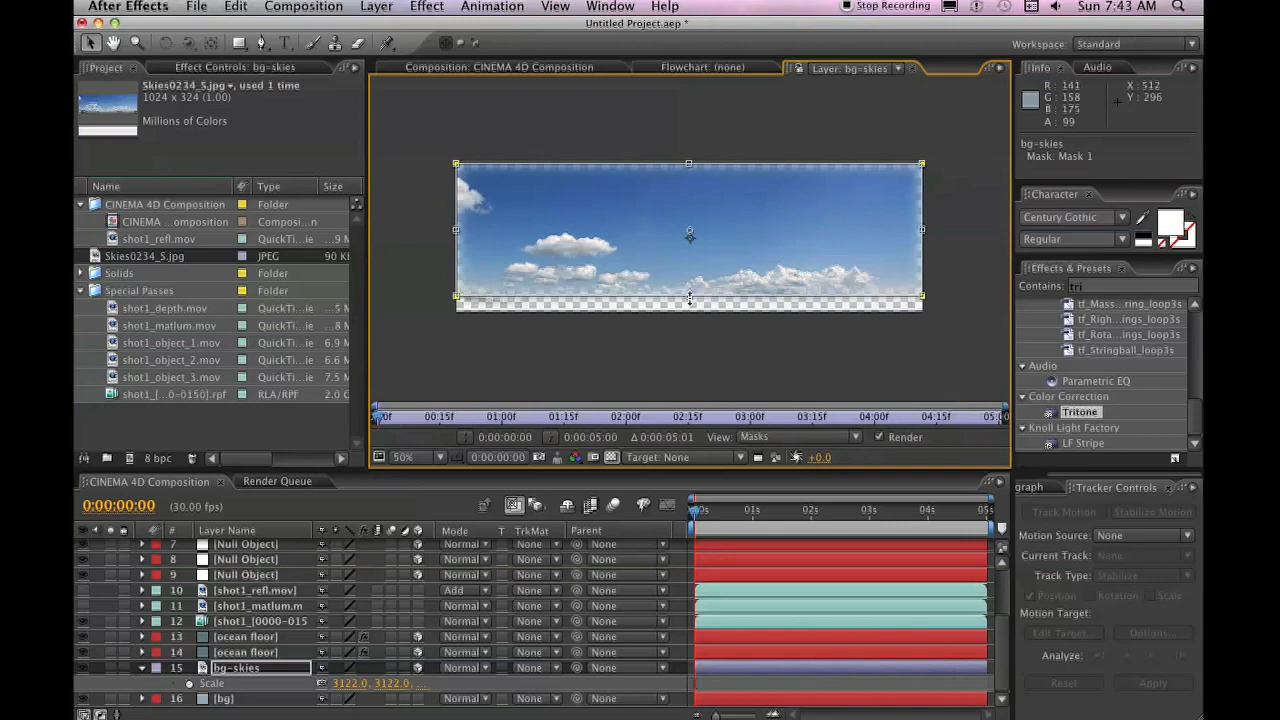 After Effects File Edit Composition Layer Effect Animation View Window Help Stop Recording Sun 7:43 AM
Untitled Project.aep *
Workspace: Standard
Project Effect Controls: bg-skies
Composition: CINEMA 4D Composition Flowchart: (none) Layer: bg-skies
Info Audio
Skies0234_S.jpg, used 1 time
1024 x 324 (1.00)
Millions of Colors
R: 141 X: 512
G: 158 Y: 296
B: 175
A: 99
bg-skies
Mask: Mask 1
Name Type Size
CINEMA 4D Composition Folder
CINEMA ...omposition Composi...n
shot1_refl.mov QuickTi...ie ...9 M
Skies0234_S.jpg JPEG 90 KB
Solids Folder
Special Passes Folder
shot1_depth.mov QuickTi...ie ...5 M
shot1_matlum.mov QuickTi...ie ...8 M
shot1_object_1.mov QuickTi...ie 6.9 M
shot1_object_2.mov QuickTi...ie 6.6 M
shot1_object_3.mov QuickTi...ie 7.5 M
shot1_[...0-0150].rpf RLA/RPF 2.0 G
8 bpc
Character
Century Gothic
Regular
Effects & Presets
Contains: tri
tf_Mass...ring_loop3s
tf_Righ...ings_loop3s
tf_Rota...ings_loop3s
tf_Stringball_loop3s
Audio
Parametric EQ
Color Correction
Tritone
Knoll Light Factory
LF Stripe
00f 00:15f 01:00f 01:15f 02:00f 02:15f 03:00f 03:15f 04:00f 04:15f 05:00
0:00:00:00 0:00:05:00 Δ 0:00:05:01 View: Masks Render
50% 0:00:00:00 Target: None +0.0
CINEMA 4D Composition Render Queue
0:00:00:00 (30.00 fps)
# Layer Name Mode T TrkMat Parent
01s 02s 03s 04s 05s
7 [Null Object] Normal None None
8 [Null Object] Normal None None
9 [Null Object] Normal None None
10 [shot1_refl.mov] Add None None
11 [shot1_matlum.m Normal None None
12 [shot1_[0000-015 Normal None None
13 [ocean floor] Normal None None
14 [ocean floor] Normal None None
15 bg-skies Normal None None
Scale 3122.0, 3122.0, ...
16 [bg] Normal None None
graph Tracker Controls
Track Motion Stabilize Motion
Motion Source: None
Current Track: None
Track Type: Stabilize
Position Rotation Scale
Motion Target:
Edit Target... Options...
Analyze:
Reset Apply